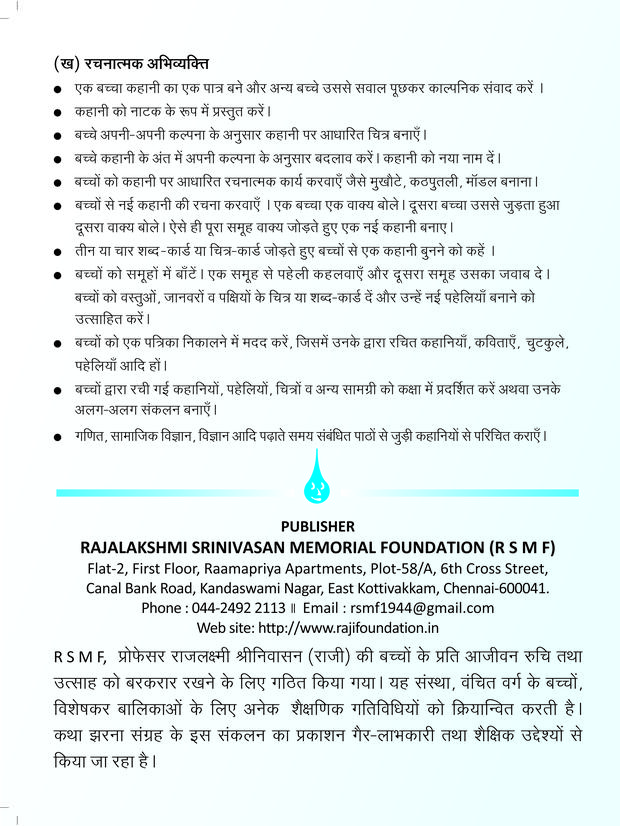 (ख) रचनात्मक अभिव्यक्ति
● एक बच्चा कहानी का एक पात्र बने और अन्य बच्चे उससे सवाल पूछकर काल्पनिक संवाद करें ।
● कहानी को नाटक के रूप में प्रस्तुत करें।
● बच्चे अपनी-अपनी कल्पना के अनुसार कहानी पर आधारित चित्र बनाएँ।
● बच्चे कहानी के अंत में अपनी कल्पना के अनुसार बदलाव करें। कहानी को नया नाम दें।
● बच्चों को कहानी पर आधारित रचनात्मक कार्य करवाएँ जैसे मुखौटे, कठपुतली, मॉडल बनाना।
● बच्चों से नई कहानी की रचना करवाएँ । एक बच्चा एक वाक्य बोले। दूसरा बच्चा उससे जुड़ता हुआ
दूसरा वाक्य बोले। ऐसे ही पूरा समूह वाक्य जोड़ते हुए एक नई कहानी बनाए।
● तीन या चार शब्द-कार्ड या चित्र-कार्ड जोड़ते हुए बच्चों से एक कहानी बुनने को कहें ।
● बच्चों को समूहों में बाँटें। एक समूह से पहेली कहलवाएँ और दूसरा समूह उसका जवाब दे।
बच्चों को वस्तुओं, जानवरों व पक्षियों के चित्र या शब्द-कार्ड दें और उन्हें नई पहेलियाँ बनाने को
उत्साहित करें।
● बच्चों को एक पत्रिका निकालने में मदद करें, जिसमें उनके द्वारा रचित कहानियाँ, कविताएँ, चुटकुले,
पहेलियाँ आदि हों।
● बच्चों द्वारा रची गई कहानियों, पहेलियों, चित्रों व अन्य सामग्री को कक्षा में प्रदर्शित करें अथवा उनके
अलग-अलग संकलन बनाएँ।
● गणित, सामाजिक विज्ञान, विज्ञान आदि पढ़ाते समय संबंधित पाठों से जुड़ी कहानियों से परिचित कराएँ।
PUBLISHER
RAJALAKSHMI SRINIVASAN MEMORIAL FOUNDATION (R S M F)
Flat-2, First Floor, Raamapriya Apartments, Plot-58/A, 6th Cross Street,
Canal Bank Road, Kandaswami Nagar, East Kottivakkam, Chennai-600041.
Phone : 044-2492 2113 ॥ Email : rsmf1944@gmail.com
Web site: http://www.rajifoundation.in
R S M F, प्रोफेसर राजलक्ष्मी श्रीनिवासन (राजी) की बच्चों के प्रति आजीवन रुचि तथा
उत्साह को बरकरार रखने के लिए गठित किया गया। यह संस्था, वंचित वर्ग के बच्चों,
विशेषकर बालिकाओं के लिए अनेक शैक्षणिक गतिविधियों को क्रियान्वित करती है।
कथा झरना संग्रह के इस संकलन का प्रकाशन गैर-लाभकारी तथा शैक्षिक उद्देश्यों से
किया जा रहा है।